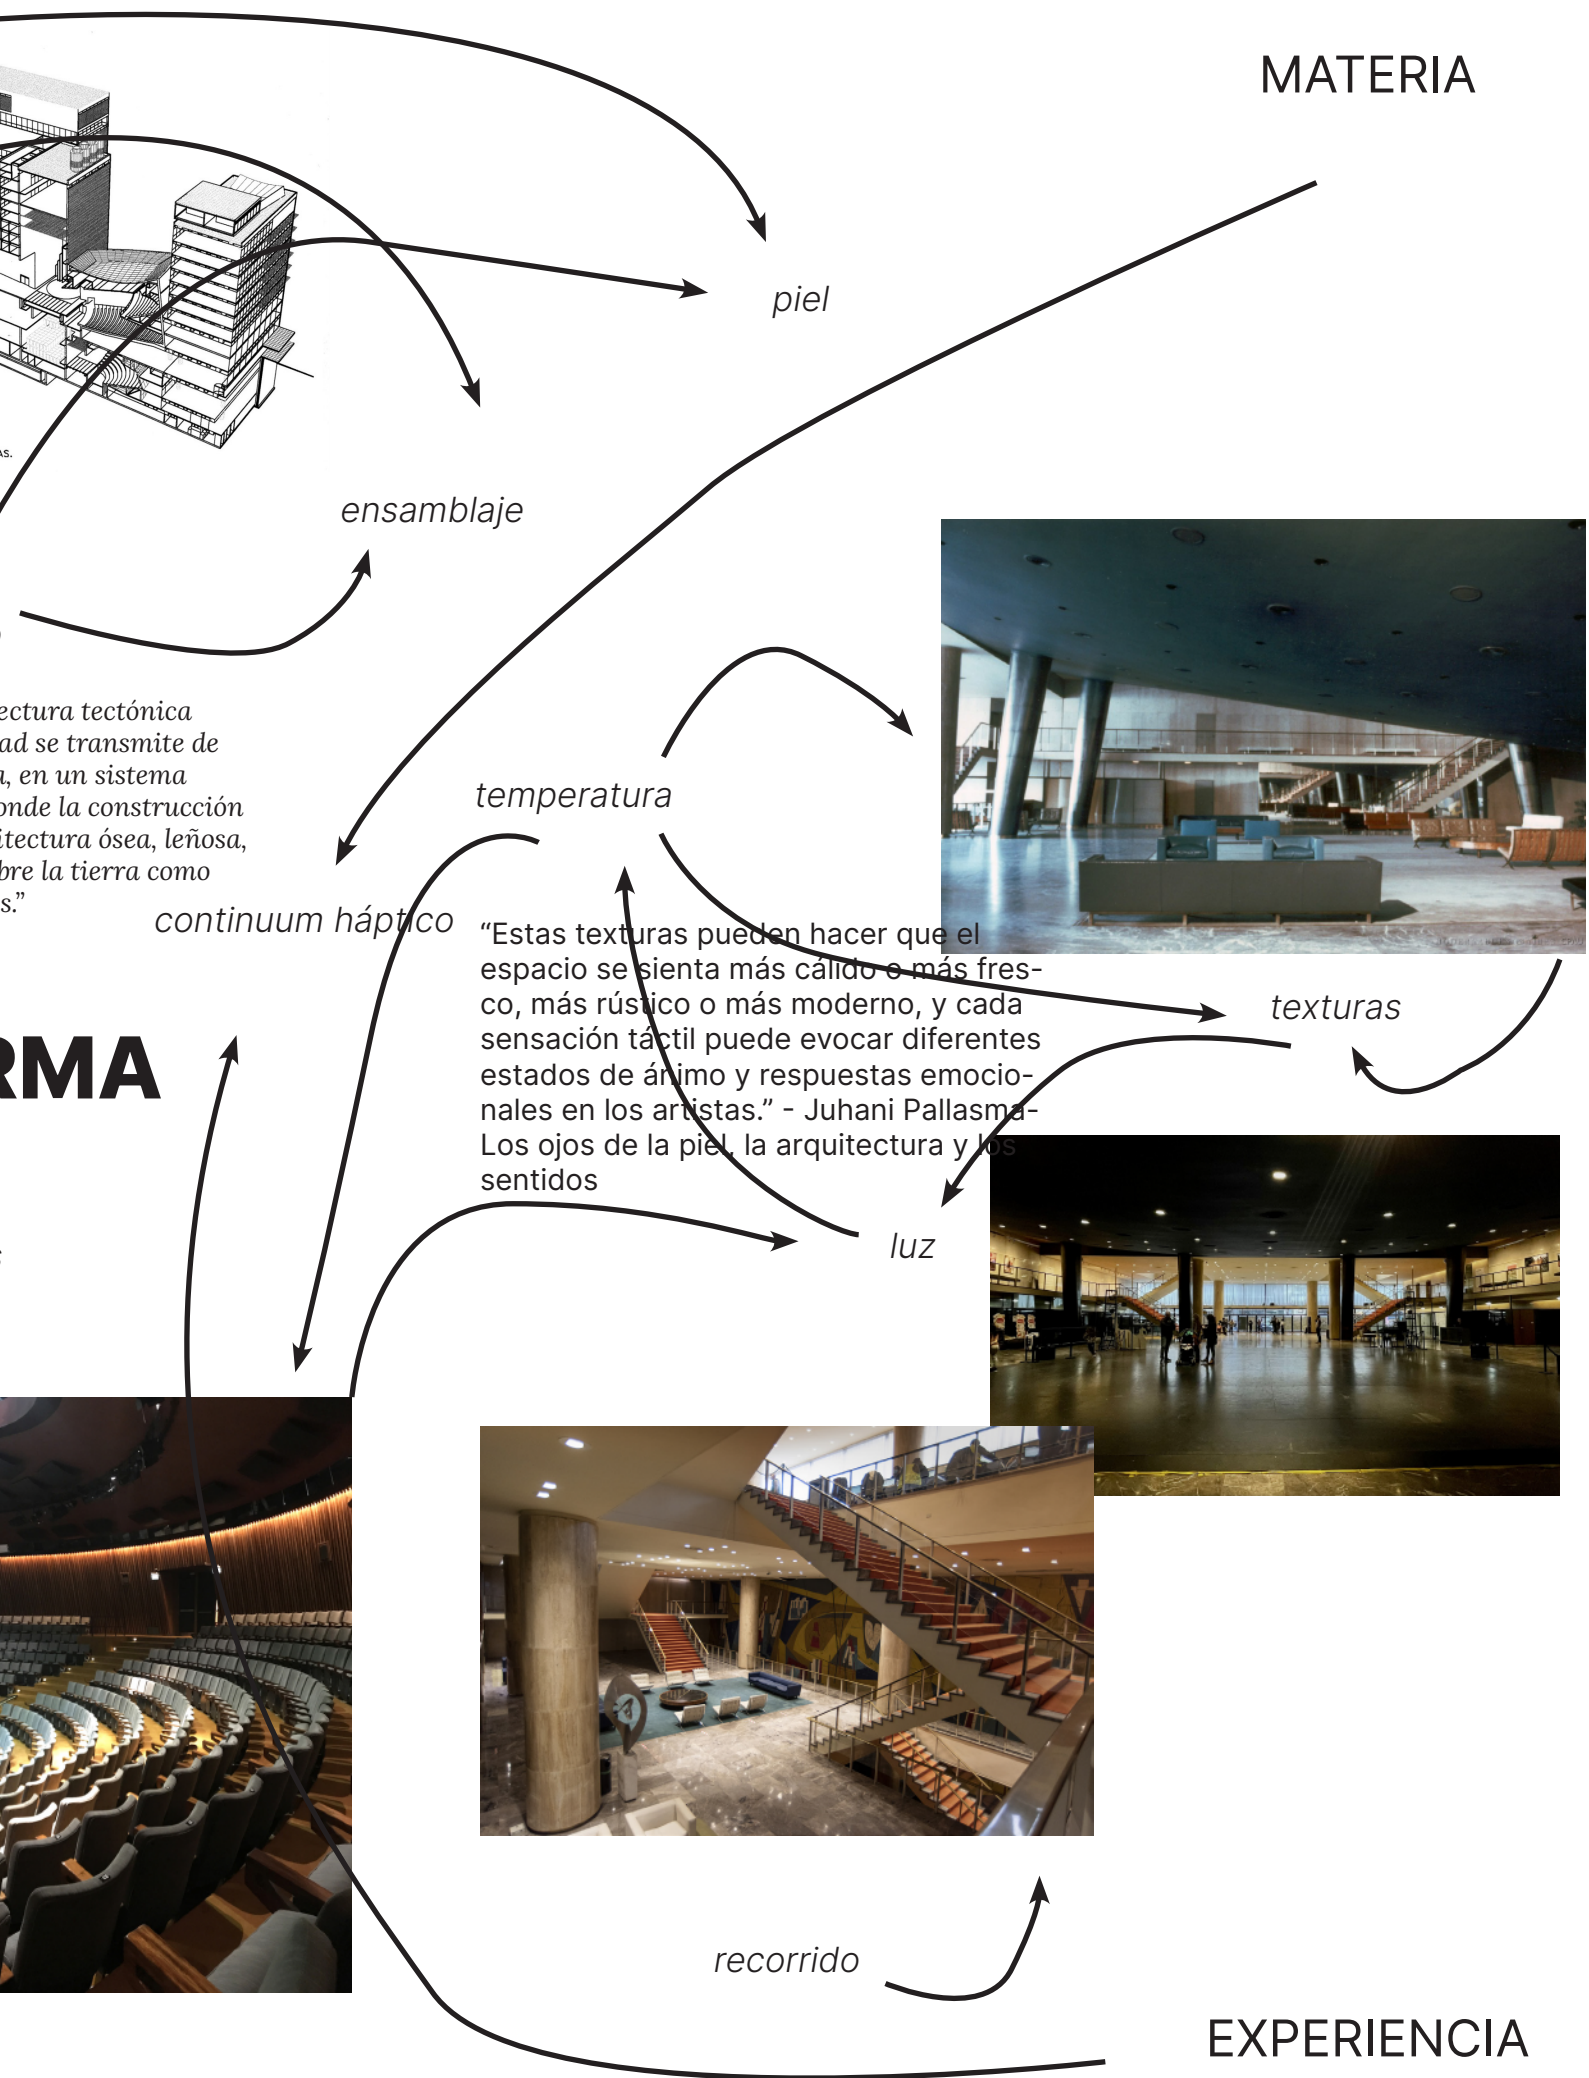 MATERIA
piel
AS.
ensamblaje
ectura tectónica
ad se transmite de
a, en un sistema
onde la construcción
itectura ósea, leñosa,
bre la tierra como
s.”
temperatura
continuum háptico
“Estas texturas pueden hacer que el
espacio se sienta más cálido o más fres-
co, más rústico o más moderno, y cada
sensación táctil puede evocar diferentes
estados de ánimo y respuestas emocio-
nales en los artistas.” - Juhani Pallasma-
Los ojos de la piel, la arquitectura y los
sentidos
texturas
RMA
luz
recorrido
EXPERIENCIA